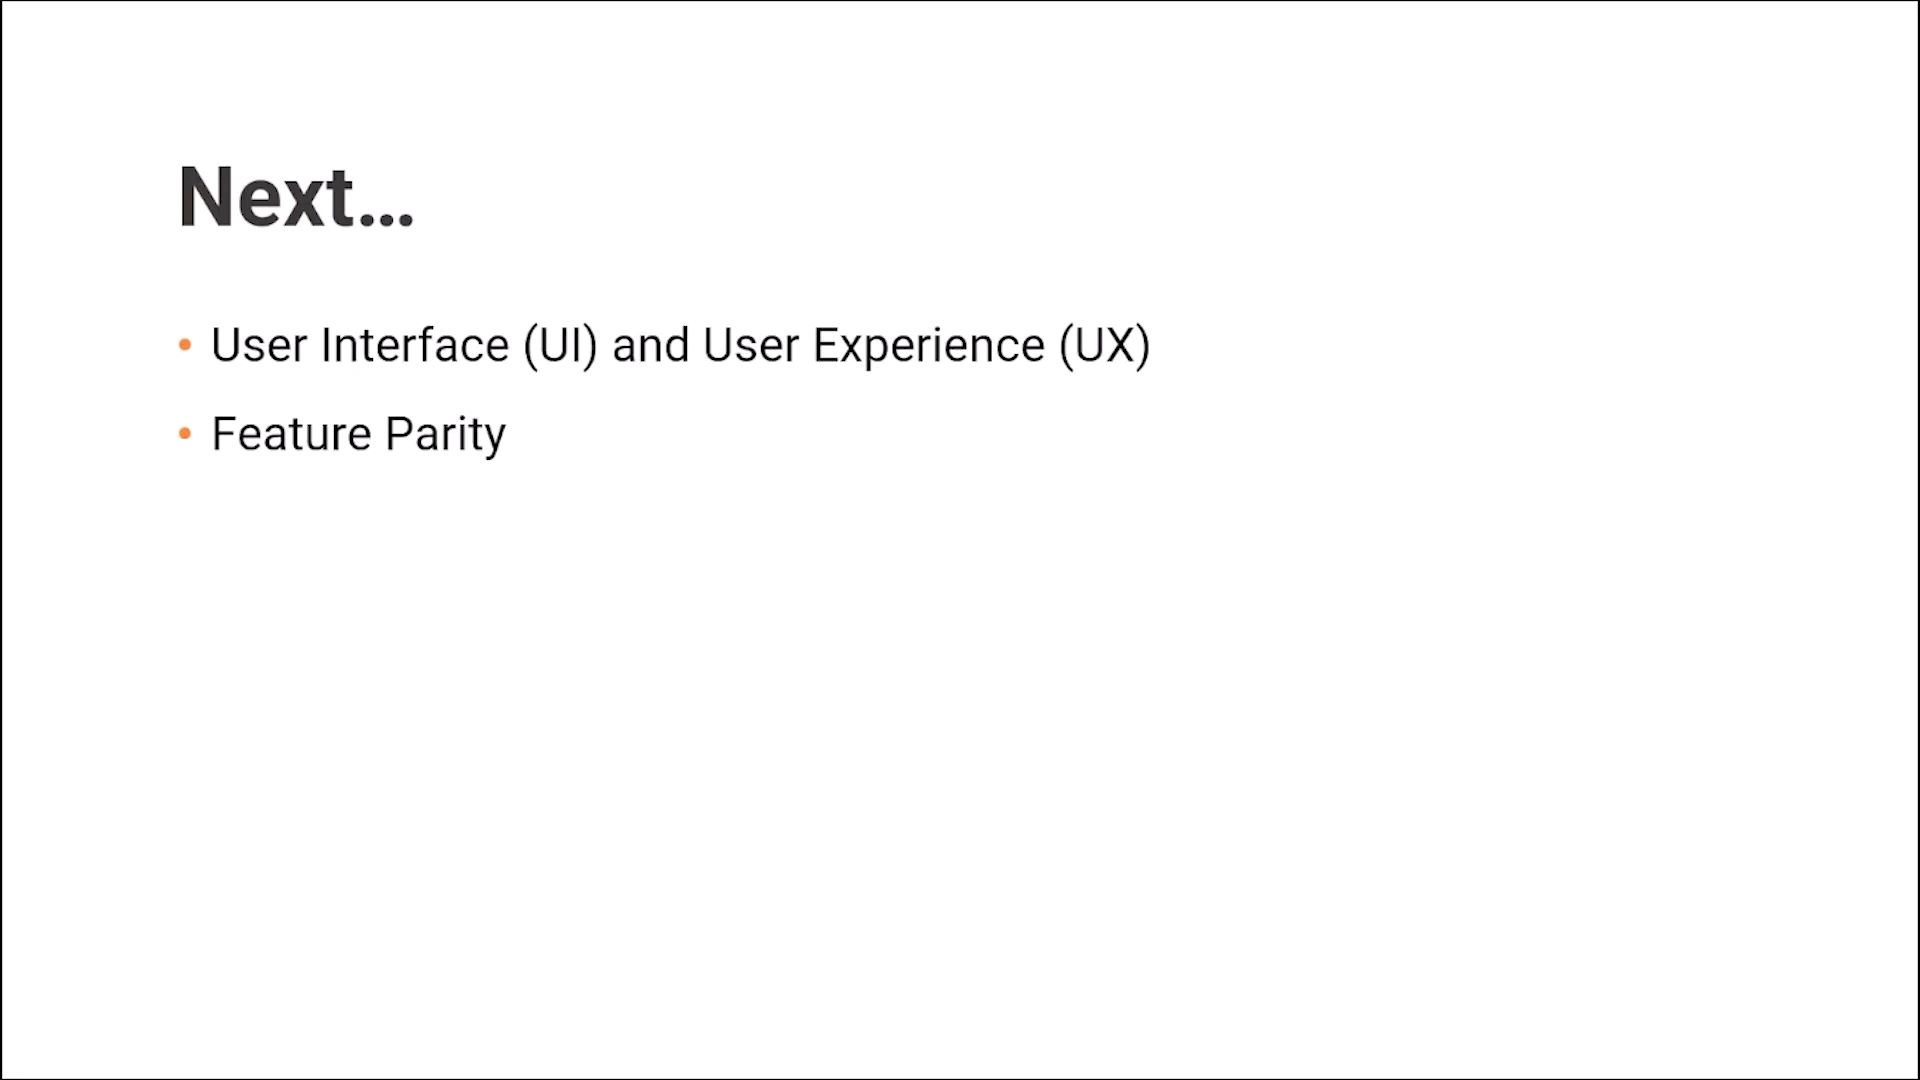 Next...
• User Interface (UI) and User Experience (UX)
• Feature Parity